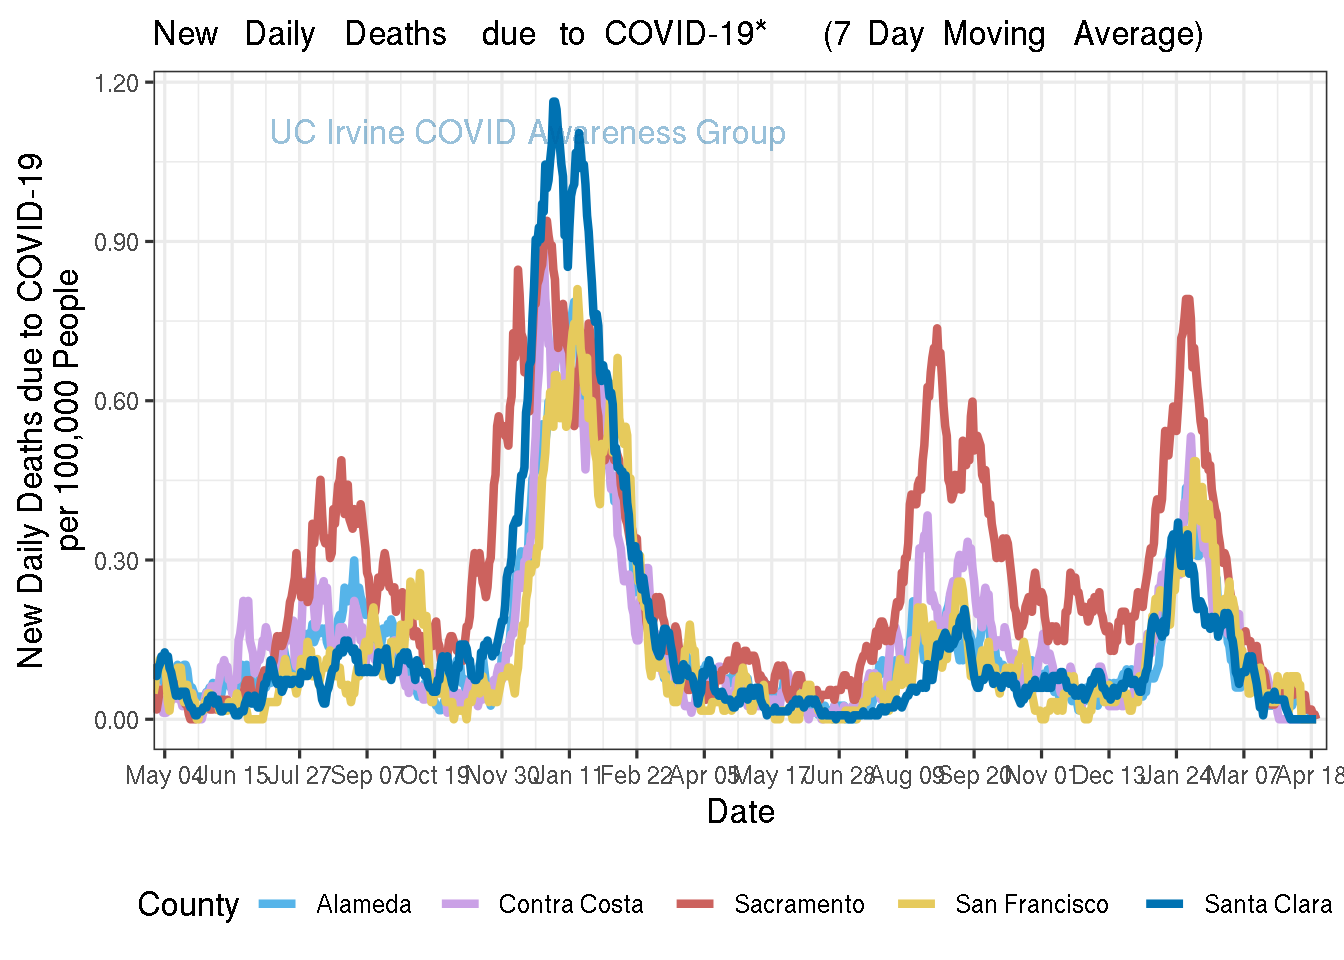 New Daily Deaths due to COVID-19* (7 Day Moving Average)
UC Irvine COVID Awareness Group
New Daily Deaths due to COVID-19
per 100,000 People
1.20
0.90
0.60
0.30
0.00
May 04 Jun 15 Jul 27 Sep 07 Oct 19 Nov 30 Jan 11 Feb 22 Apr 05 May 17 Jun 28 Aug 09 Sep 20 Nov 01 Dec 13 Jan 24 Mar 07 Apr 18
Date
County Alameda Contra Costa Sacramento San Francisco Santa Clara